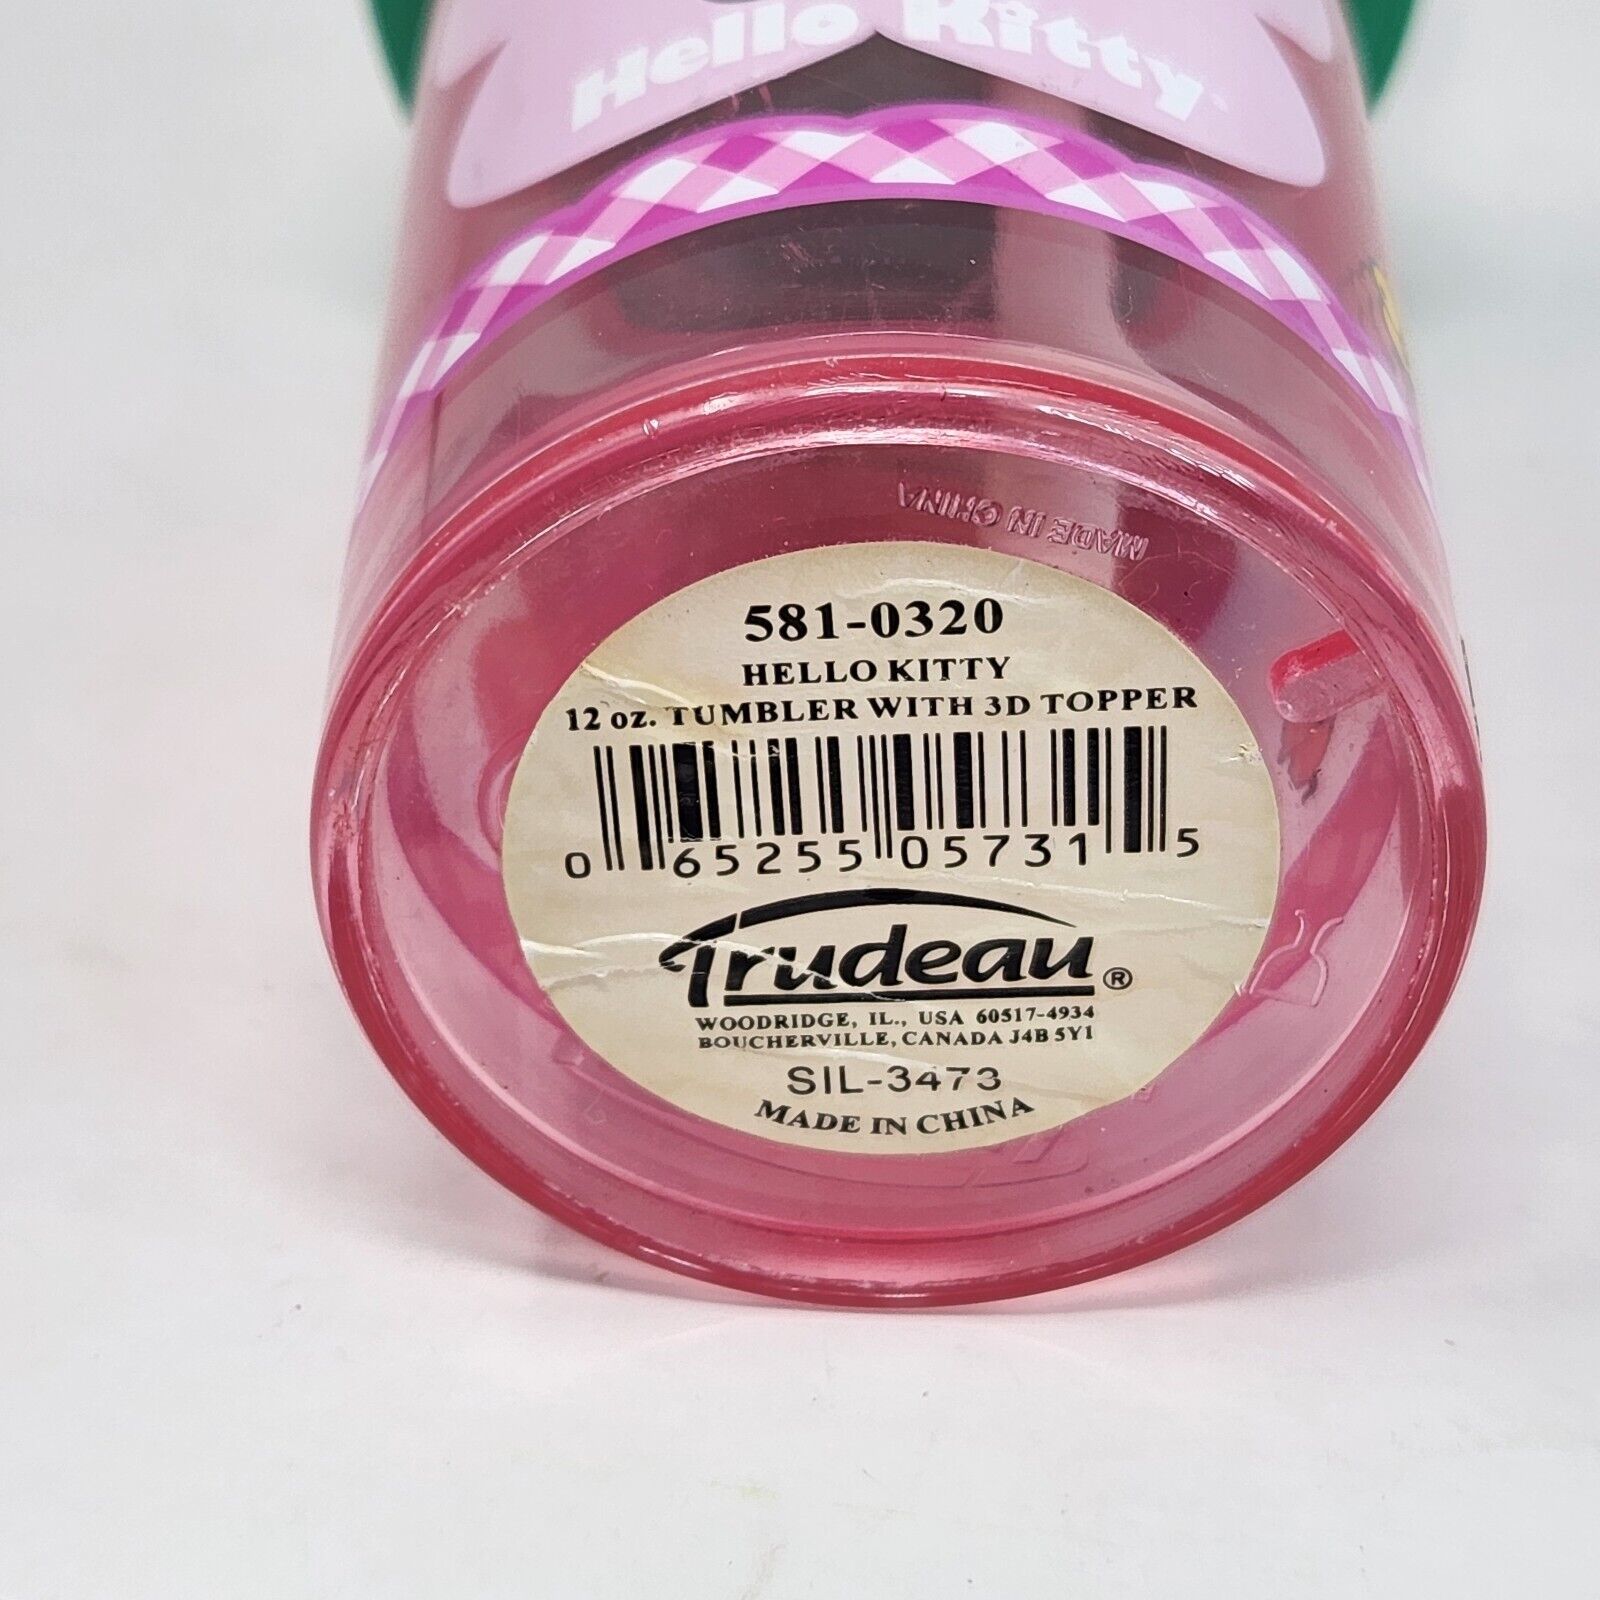 Hello Kitty
MADE IN CHINA
581-0320
HELLO KITTY
12 oz. TUMBLER WITH 3D TOPPER
0 65255 05731 5
Trudeau®
WOODRIDGE, IL., USA 60517-4934
BOUCHERVILLE, CANADA J4B 5Y1
SIL-3473
MADE IN CHINA